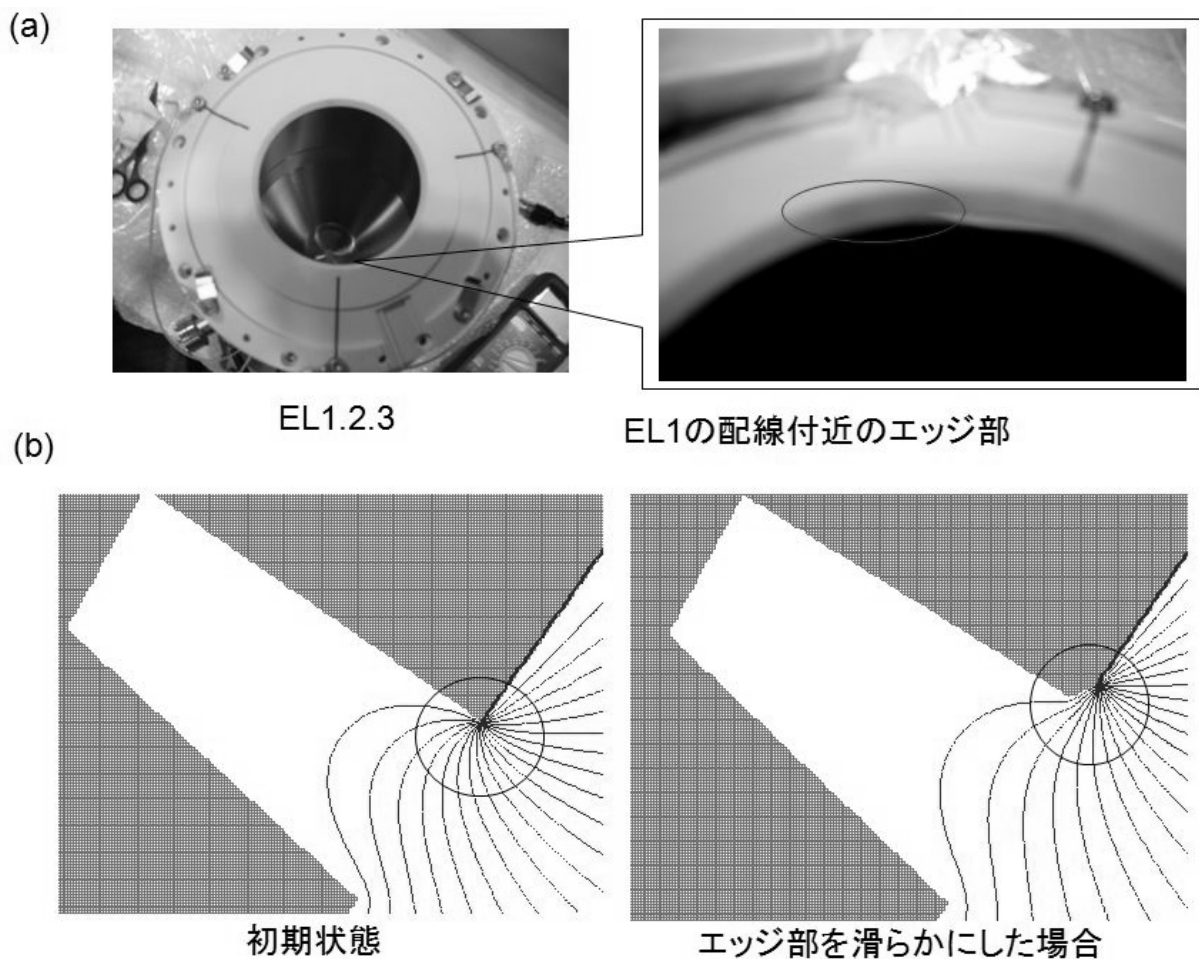 (a)
EL1.2.3
EL1の配線付近のエッジ部
(b)
初期状態
エッジ部を滑らかにした場合